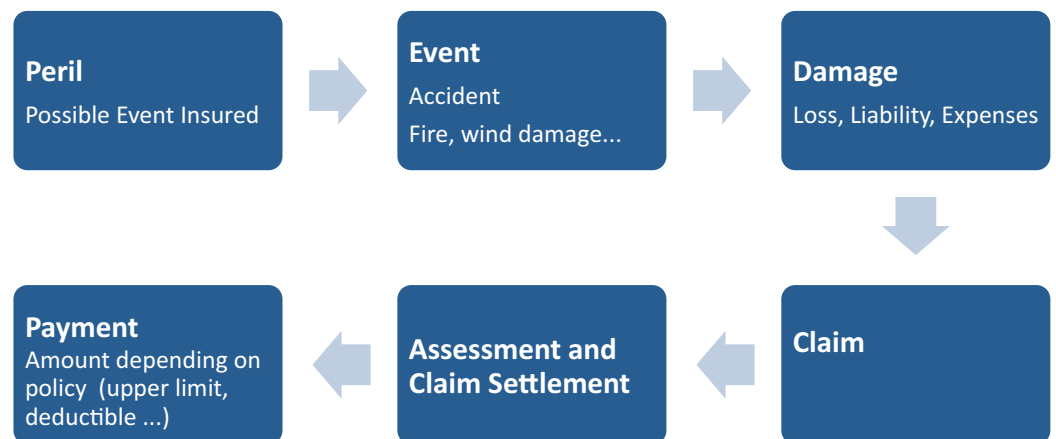 Peril
Possible Event Insured
Event
Accident
Fire, wind damage...
Damage
Loss, Liability, Expenses
Claim
Assessment and
Claim Settlement
Payment
Amount depending on
policy  (upper limit,
deductible ...)